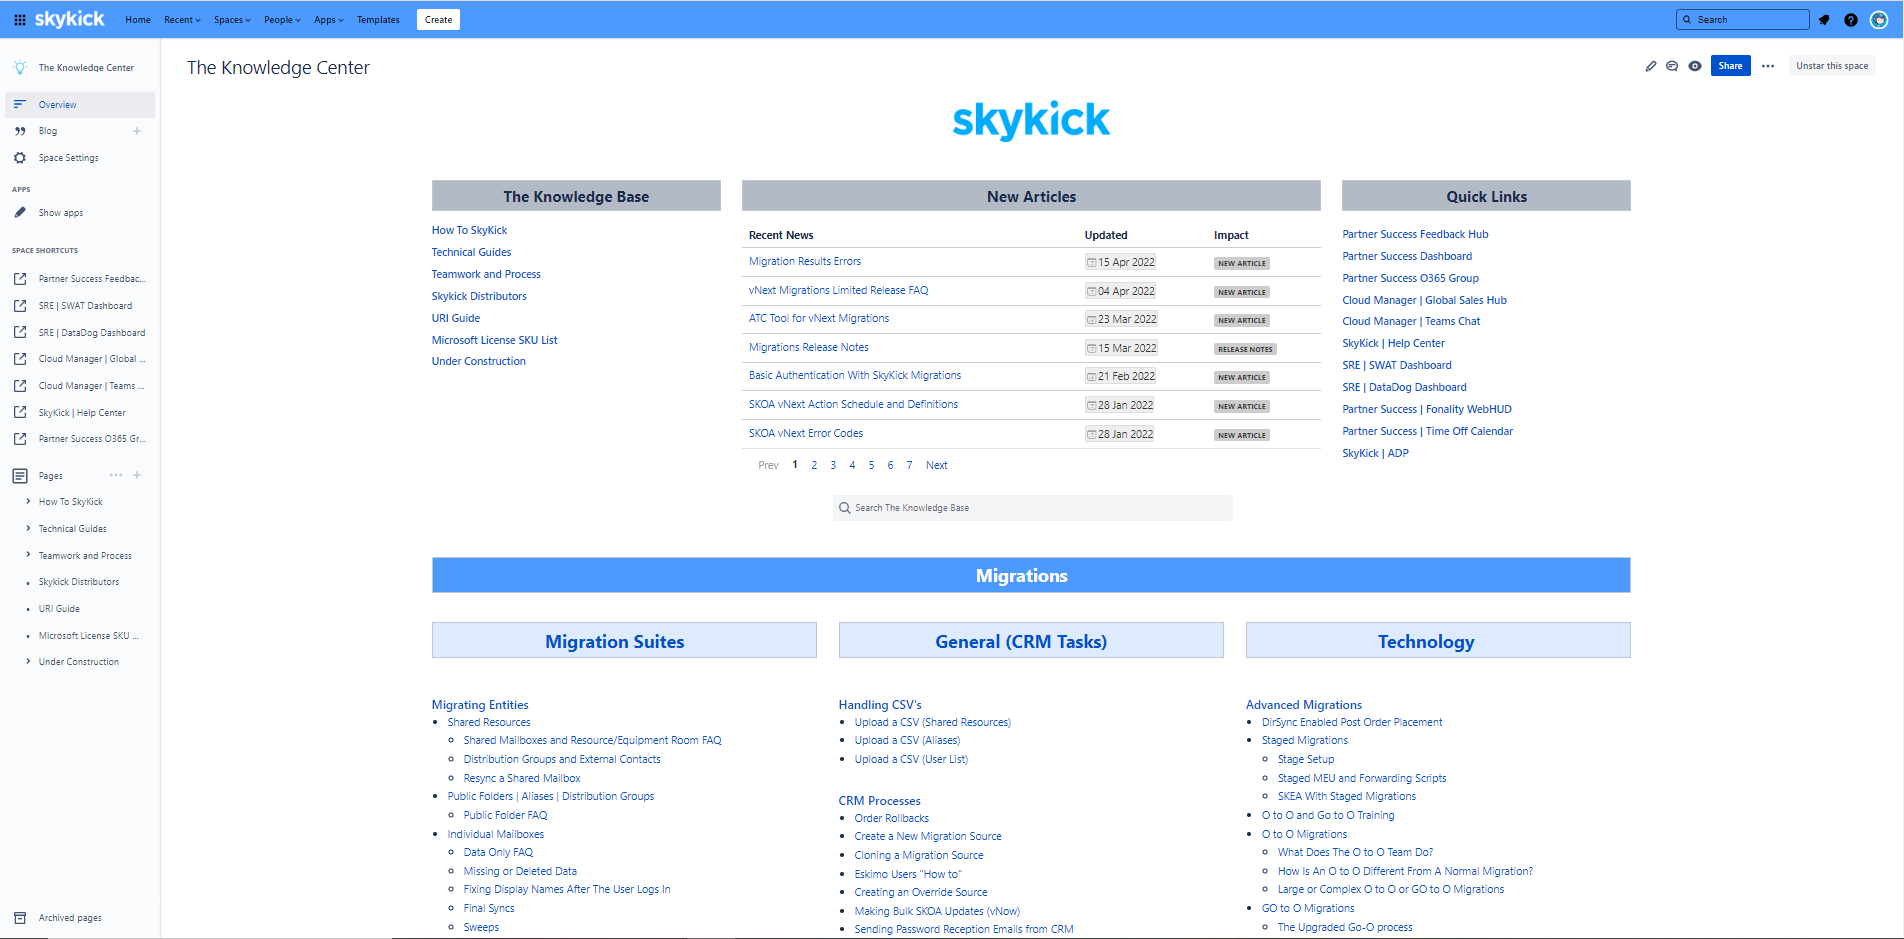 skykick Home Recent Spaces People Apps Templates Create Search
The Knowledge Center
Overview
Blog
Space Settings
APPS
Show apps
SPACE SHORTCUTS
Partner Success Feedbac...
SRE | SWAT Dashboard
SRE | DataDog Dashboard
Cloud Manager | Global ...
Cloud Manager | Teams ...
SkyKick | Help Center
Partner Success O365 Gr...
Pages
How To SkyKick
Technical Guides
Teamwork and Process
Skykick Distributors
URI Guide
Microsoft License SKU ...
Under Construction
Archived pages
The Knowledge Center
Share
Unstar this space
skykick
The Knowledge Base
How To SkyKick
Technical Guides
Teamwork and Process
Skykick Distributors
URI Guide
Microsoft License SKU List
Under Construction
New Articles
Recent News Updated Impact
Migration Results Errors 15 Apr 2022 NEW ARTICLE
vNext Migrations Limited Release FAQ 04 Apr 2022 NEW ARTICLE
ATC Tool for vNext Migrations 23 Mar 2022 NEW ARTICLE
Migrations Release Notes 15 Mar 2022 RELEASE NOTES
Basic Authentication With SkyKick Migrations 21 Feb 2022 NEW ARTICLE
SKOA vNext Action Schedule and Definitions 28 Jan 2022 NEW ARTICLE
SKOA vNext Error Codes 28 Jan 2022 NEW ARTICLE
Prev 1 2 3 4 5 6 7 Next
Search The Knowledge Base
Quick Links
Partner Success Feedback Hub
Partner Success Dashboard
Partner Success O365 Group
Cloud Manager | Global Sales Hub
Cloud Manager | Teams Chat
SkyKick | Help Center
SRE | SWAT Dashboard
SRE | DataDog Dashboard
Partner Success | Fonality WebHUD
Partner Success | Time Off Calendar
SkyKick | ADP
Migrations
Migration Suites
Migrating Entities
Shared Resources
Shared Mailboxes and Resource/Equipment Room FAQ
Distribution Groups and External Contacts
Resync a Shared Mailbox
Public Folders | Aliases | Distribution Groups
Public Folder FAQ
Individual Mailboxes
Data Only FAQ
Missing or Deleted Data
Fixing Display Names After The User Logs In
Final Syncs
Sweeps
General (CRM Tasks)
Handling CSV's
Upload a CSV (Shared Resources)
Upload a CSV (Aliases)
Upload a CSV (User List)
CRM Processes
Order Rollbacks
Create a New Migration Source
Cloning a Migration Source
Eskimo Users "How to"
Creating an Override Source
Making Bulk SKOA Updates (vNow)
Sending Password Reception Emails from CRM
Technology
Advanced Migrations
DirSync Enabled Post Order Placement
Staged Migrations
Stage Setup
Staged MEU and Forwarding Scripts
SKEA With Staged Migrations
O to O and Go to O Training
O to O Migrations
What Does The O to O Team Do?
How Is An O to O Different From A Normal Migration?
Large or Complex O to O or GO to O Migrations
GO to O Migrations
The Upgraded Go-O process